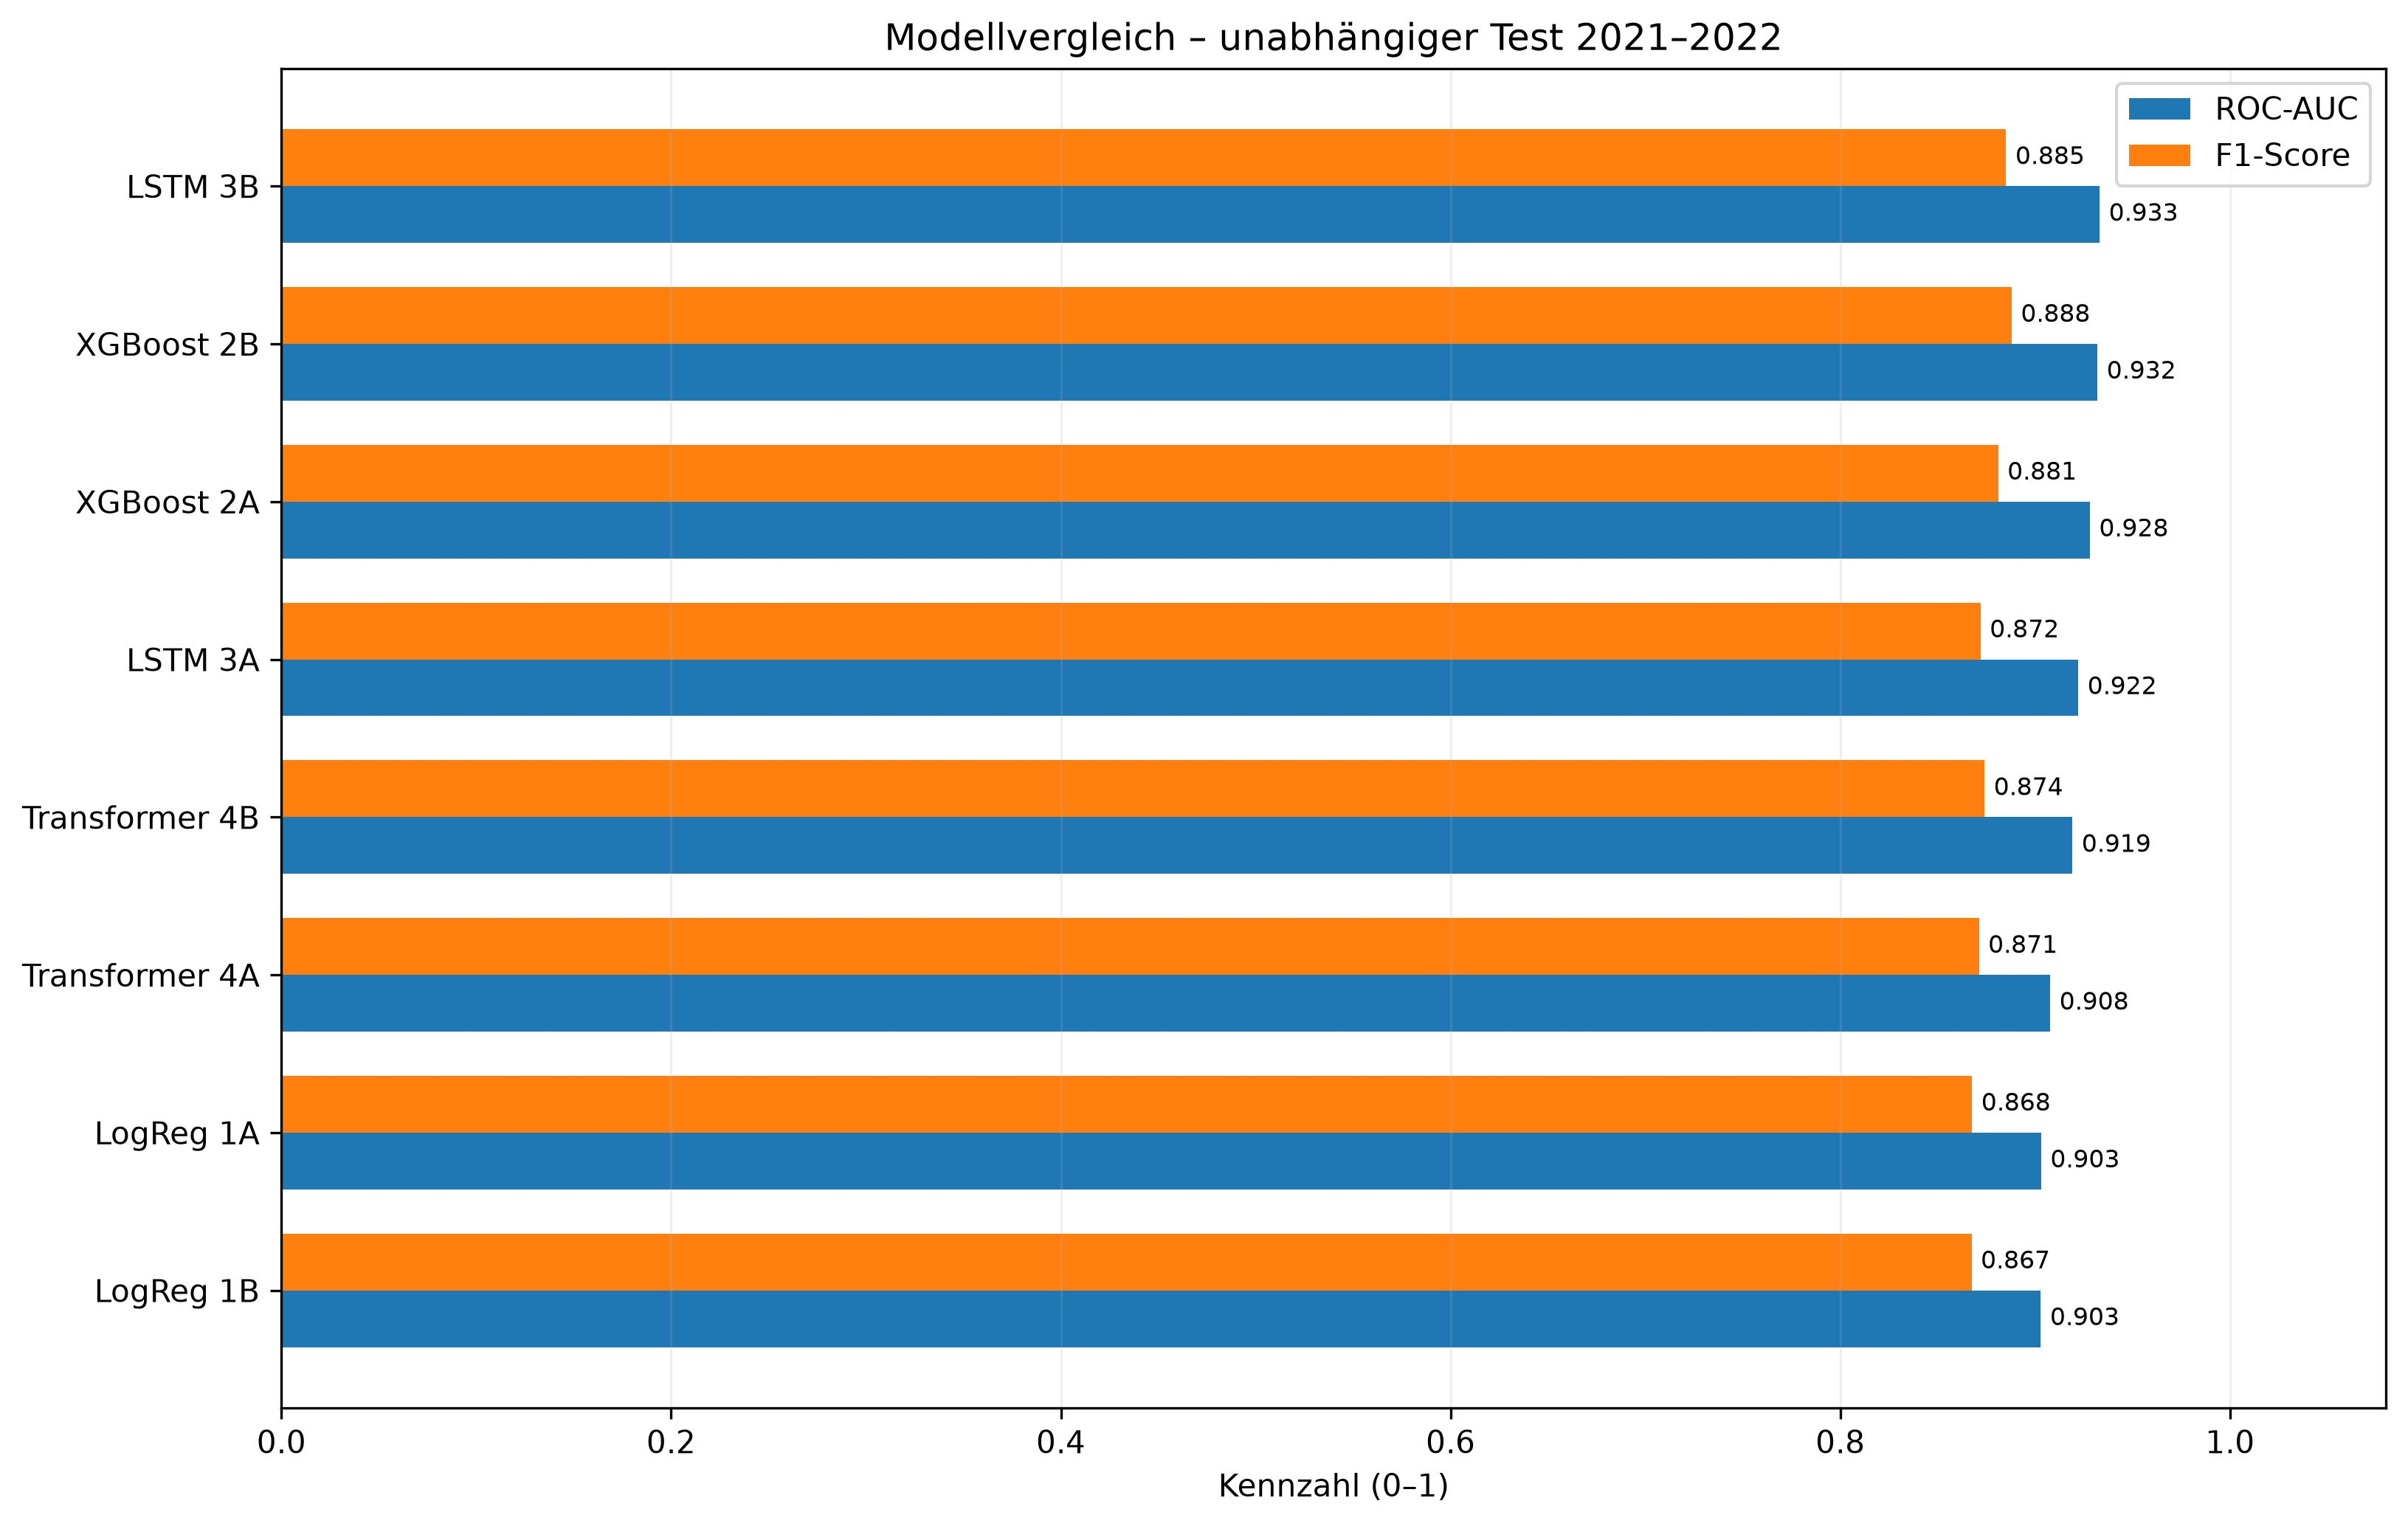 Modellvergleich – unabhängiger Test 2021–2022
ROC-AUC
F1-Score
LSTM 3B
0.885
0.933
XGBoost 2B
0.888
0.932
XGBoost 2A
0.881
0.928
LSTM 3A
0.872
0.922
Transformer 4B
0.874
0.919
Transformer 4A
0.871
0.908
LogReg 1A
0.868
0.903
LogReg 1B
0.867
0.903
0.0 0.2 0.4 0.6 0.8 1.0
Kennzahl (0–1)